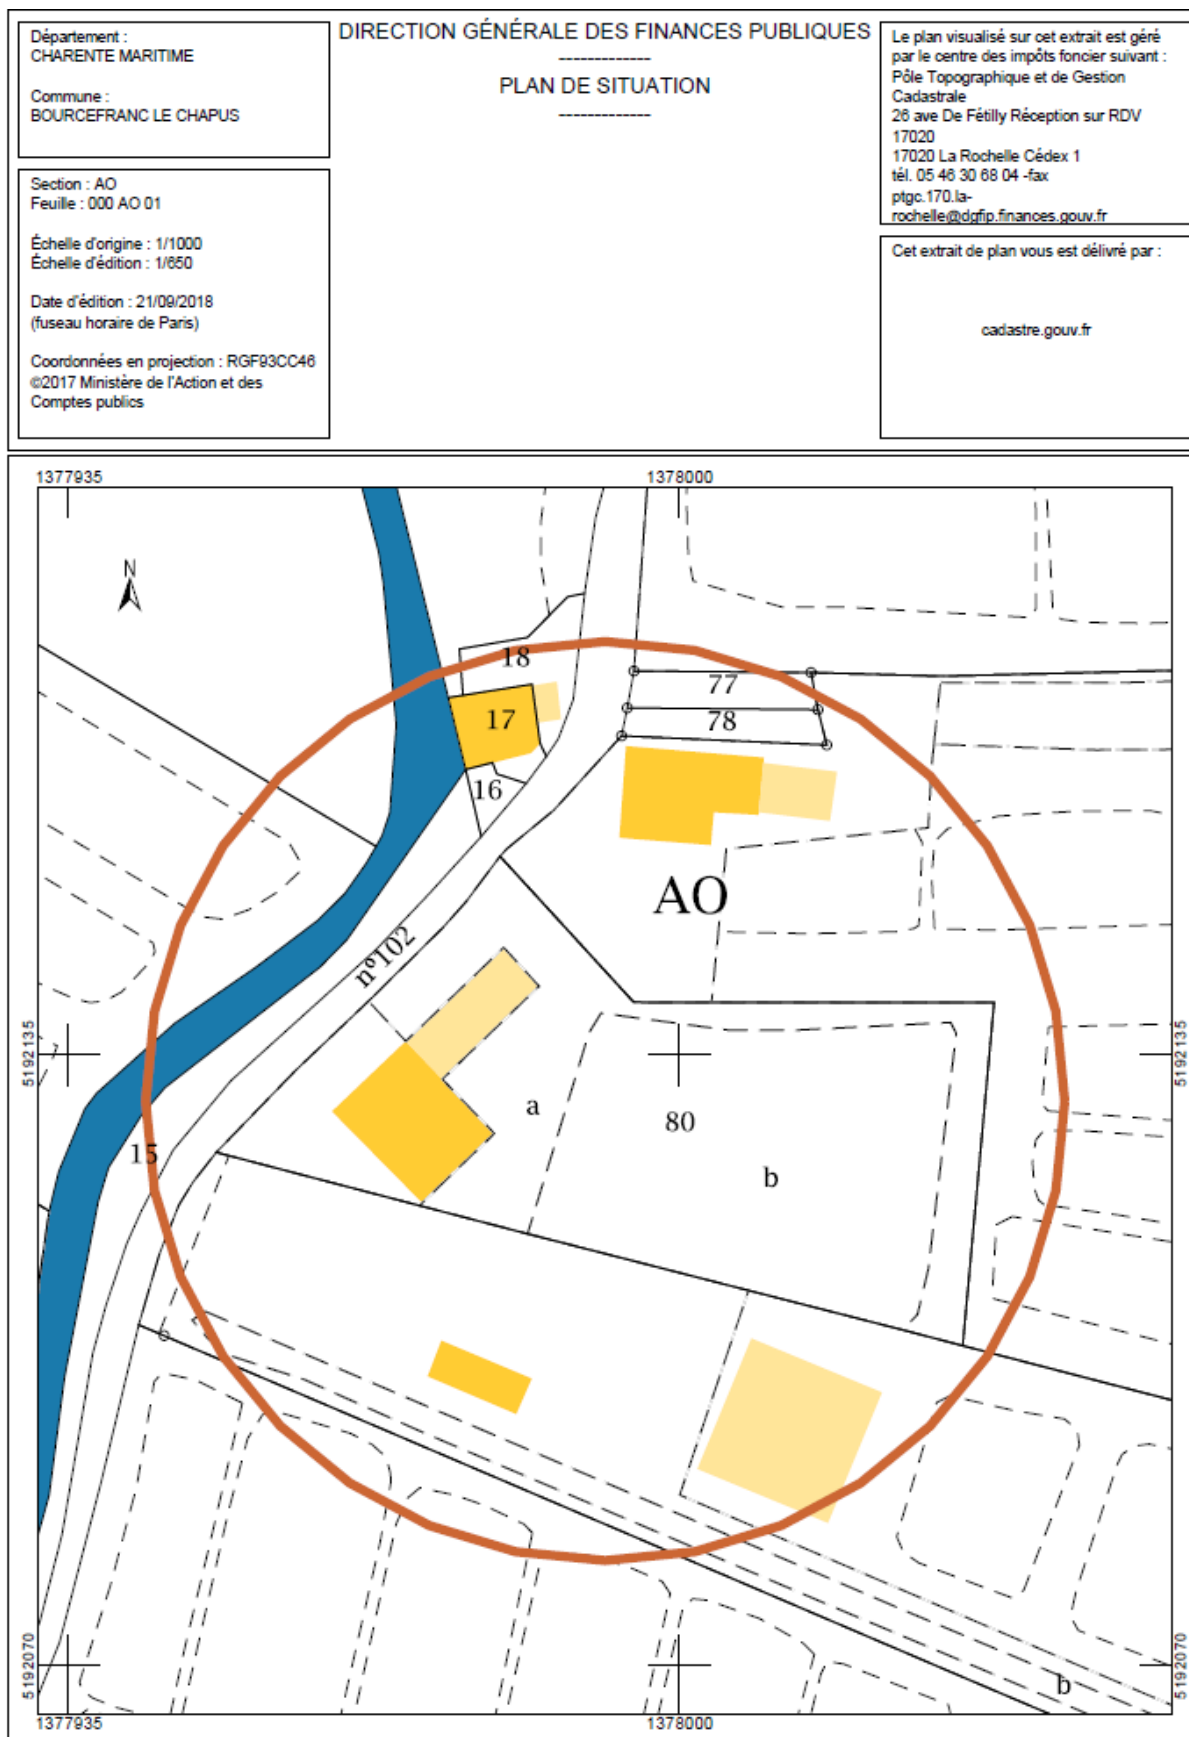 Département :
CHARENTE MARITIME
Commune :
BOURCEFRANC LE CHAPUS
Section : AO
Feuille : 000 AO 01
Échelle d'origine : 1/1000
Échelle d'édition : 1/650
Date d'édition : 21/09/2018
(fuseau horaire de Paris)
Coordonnées en projection : RGF93CC46
©2017 Ministère de l'Action et des
Comptes publics
DIRECTION GÉNÉRALE DES FINANCES PUBLIQUES
-------------
PLAN DE SITUATION
-------------
Le plan visualisé sur cet extrait est géré
par le centre des impôts foncier suivant :
Pôle Topographique et de Gestion
Cadastrale
26 ave De Fétilly Réception sur RDV
17020
17020 La Rochelle Cédex 1
tél. 05 46 30 68 04 -fax
ptgc.170.la-
rochelle@dgfip.finances.gouv.fr
Cet extrait de plan vous est délivré par :
cadastre.gouv.fr
1377935
1378000
N
18
77
17
78
16
AO
n°102
5192135
5192135
a
80
15
b
5192070
5192070
b
1377935
1378000